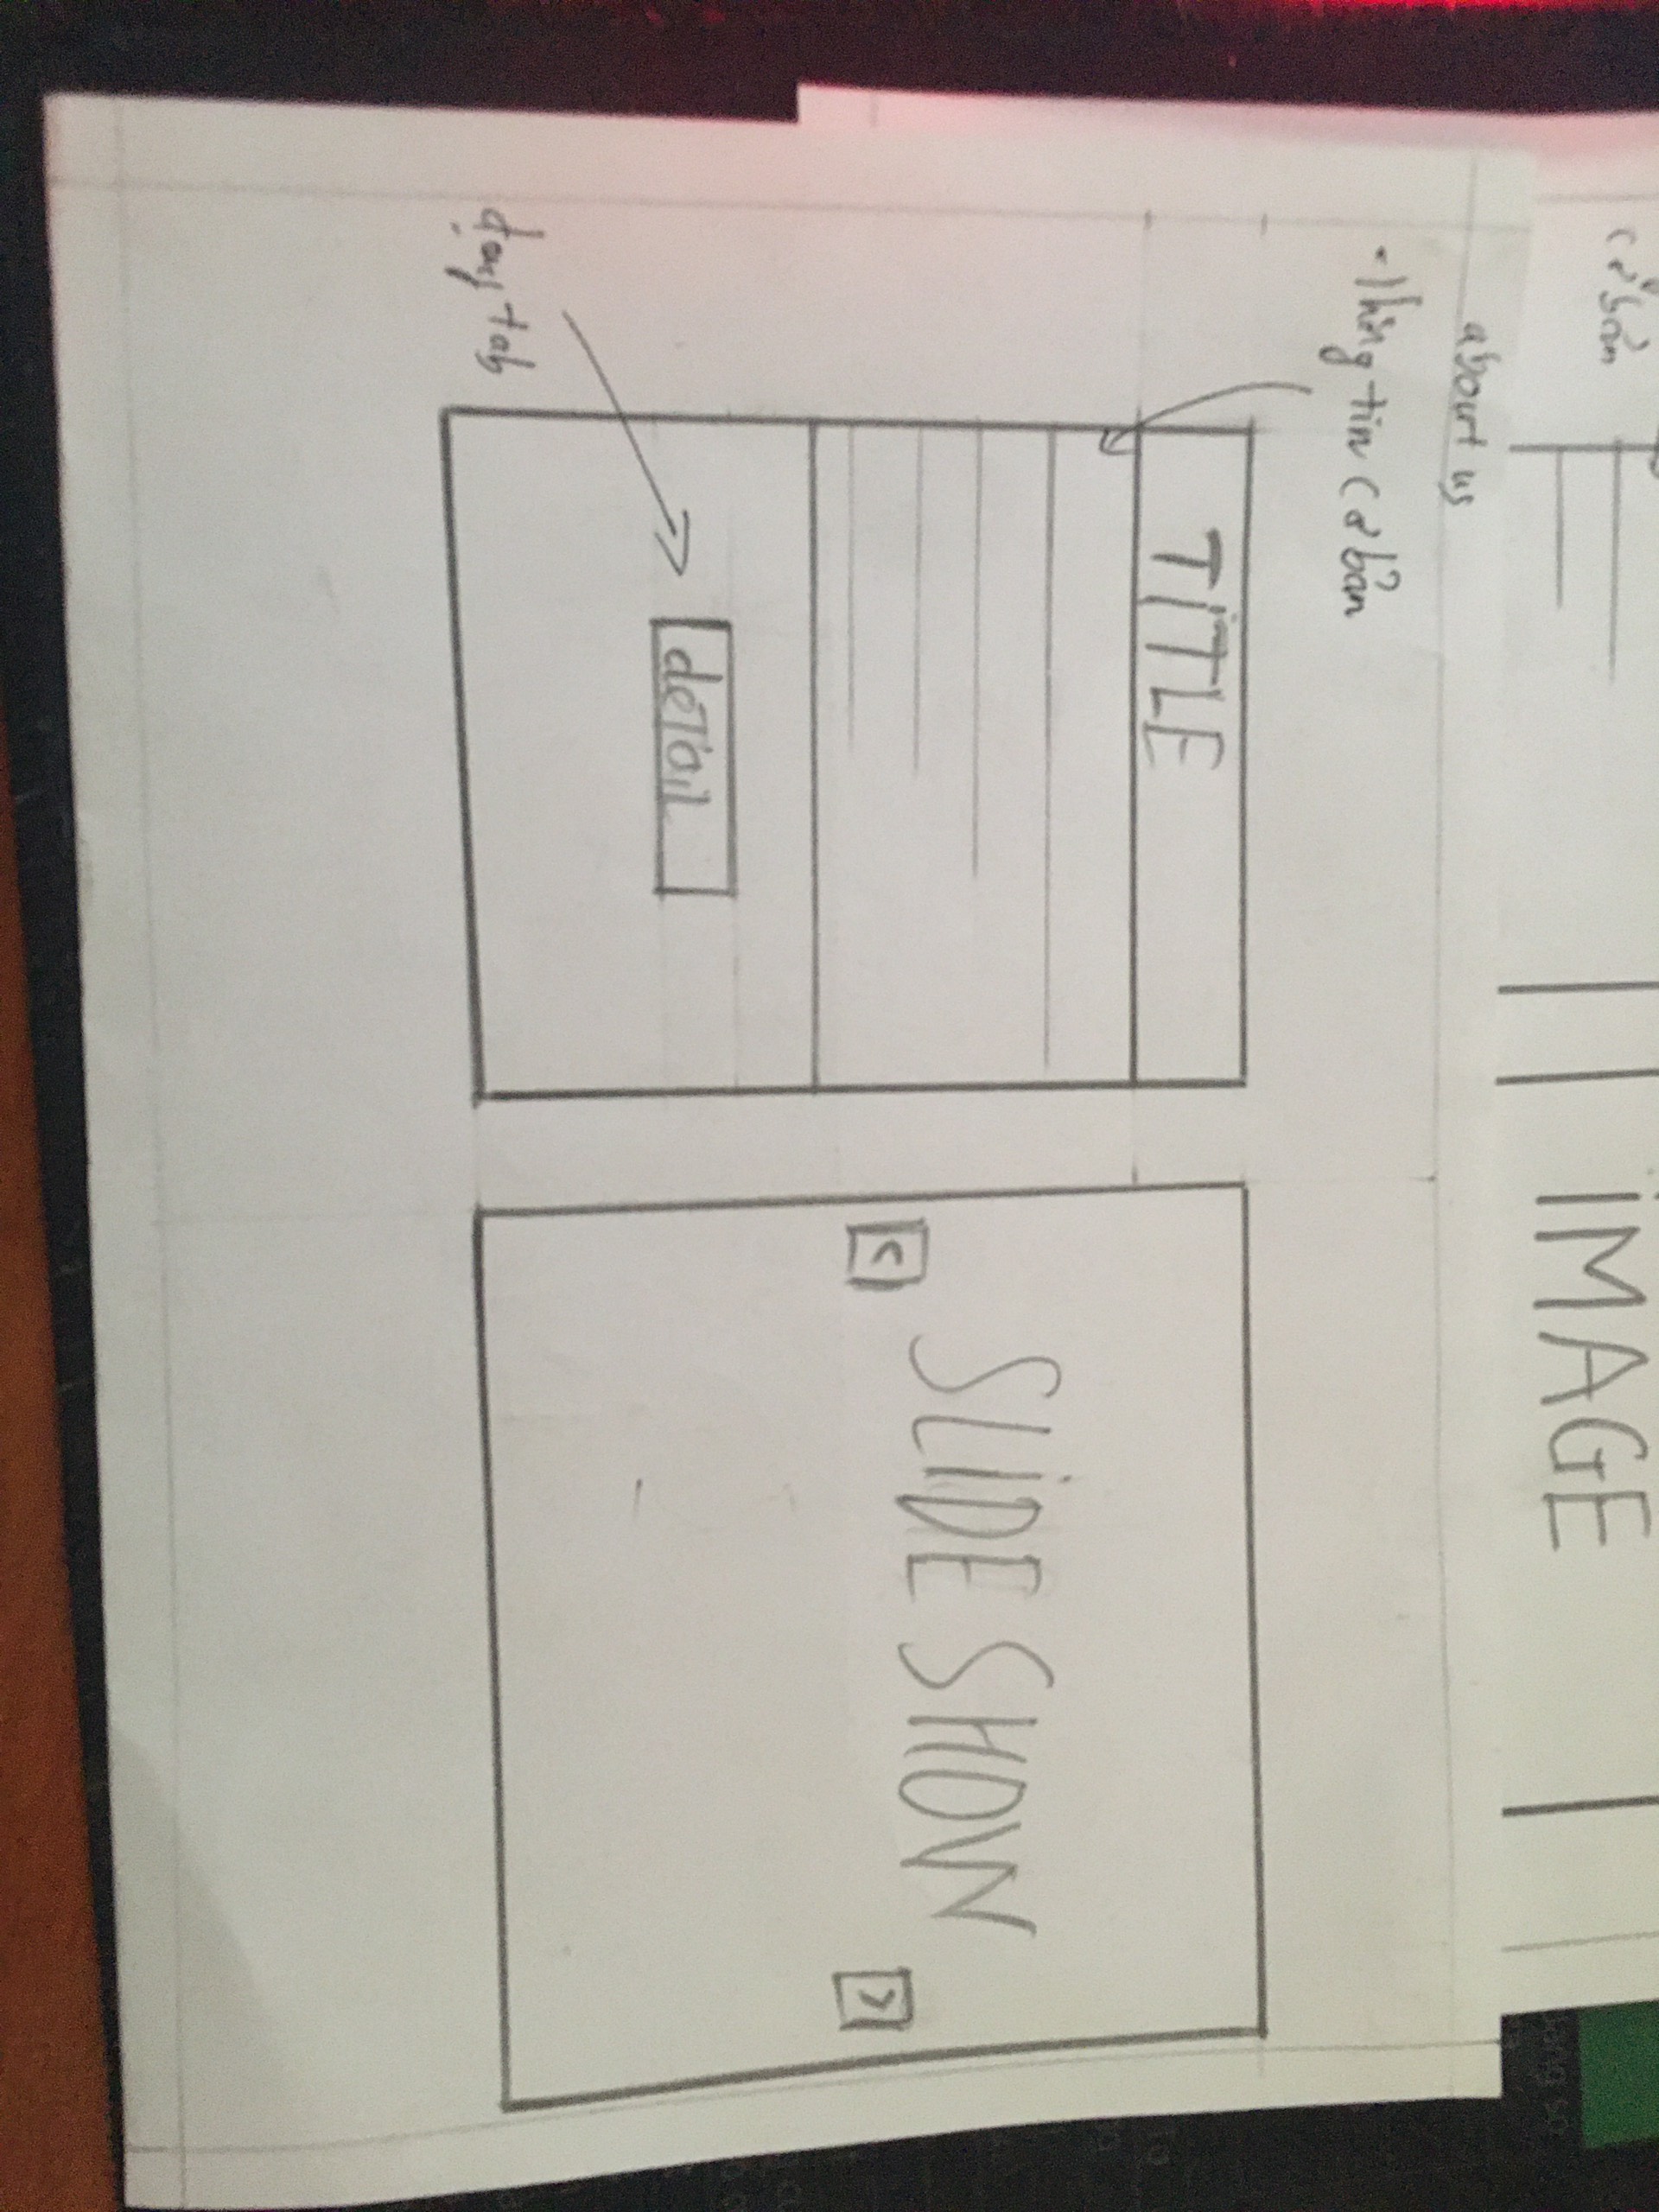 cơ bản
IMAGE
about us
- Thông tin cơ bản
TITLE
detail
dạng tab
<
SLIDE SHOW
>